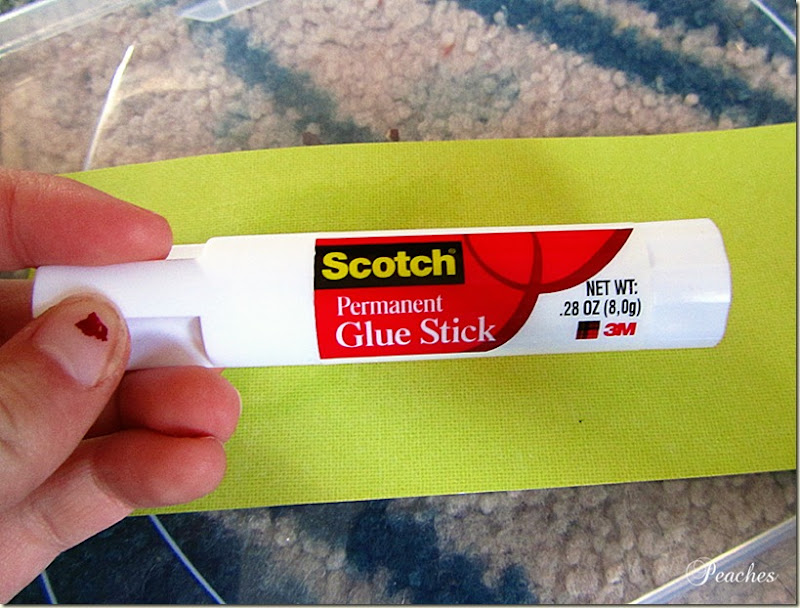 Scotch®
Permanent
Glue Stick
NET WT:
.28 OZ (8,0g)
3M
Peaches